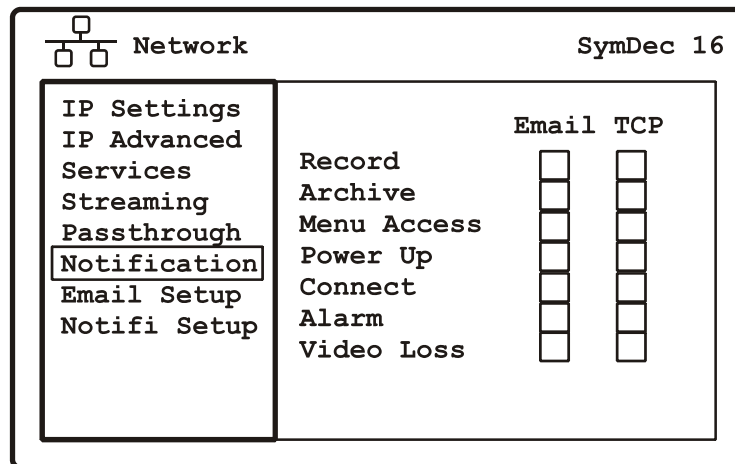 Network
SymDec 16
IP Settings
IP Advanced
Services
Streaming
Passthrough
Notification
Email Setup
Notifi Setup
Email TCP
Record
Archive
Menu Access
Power Up
Connect
Alarm
Video Loss